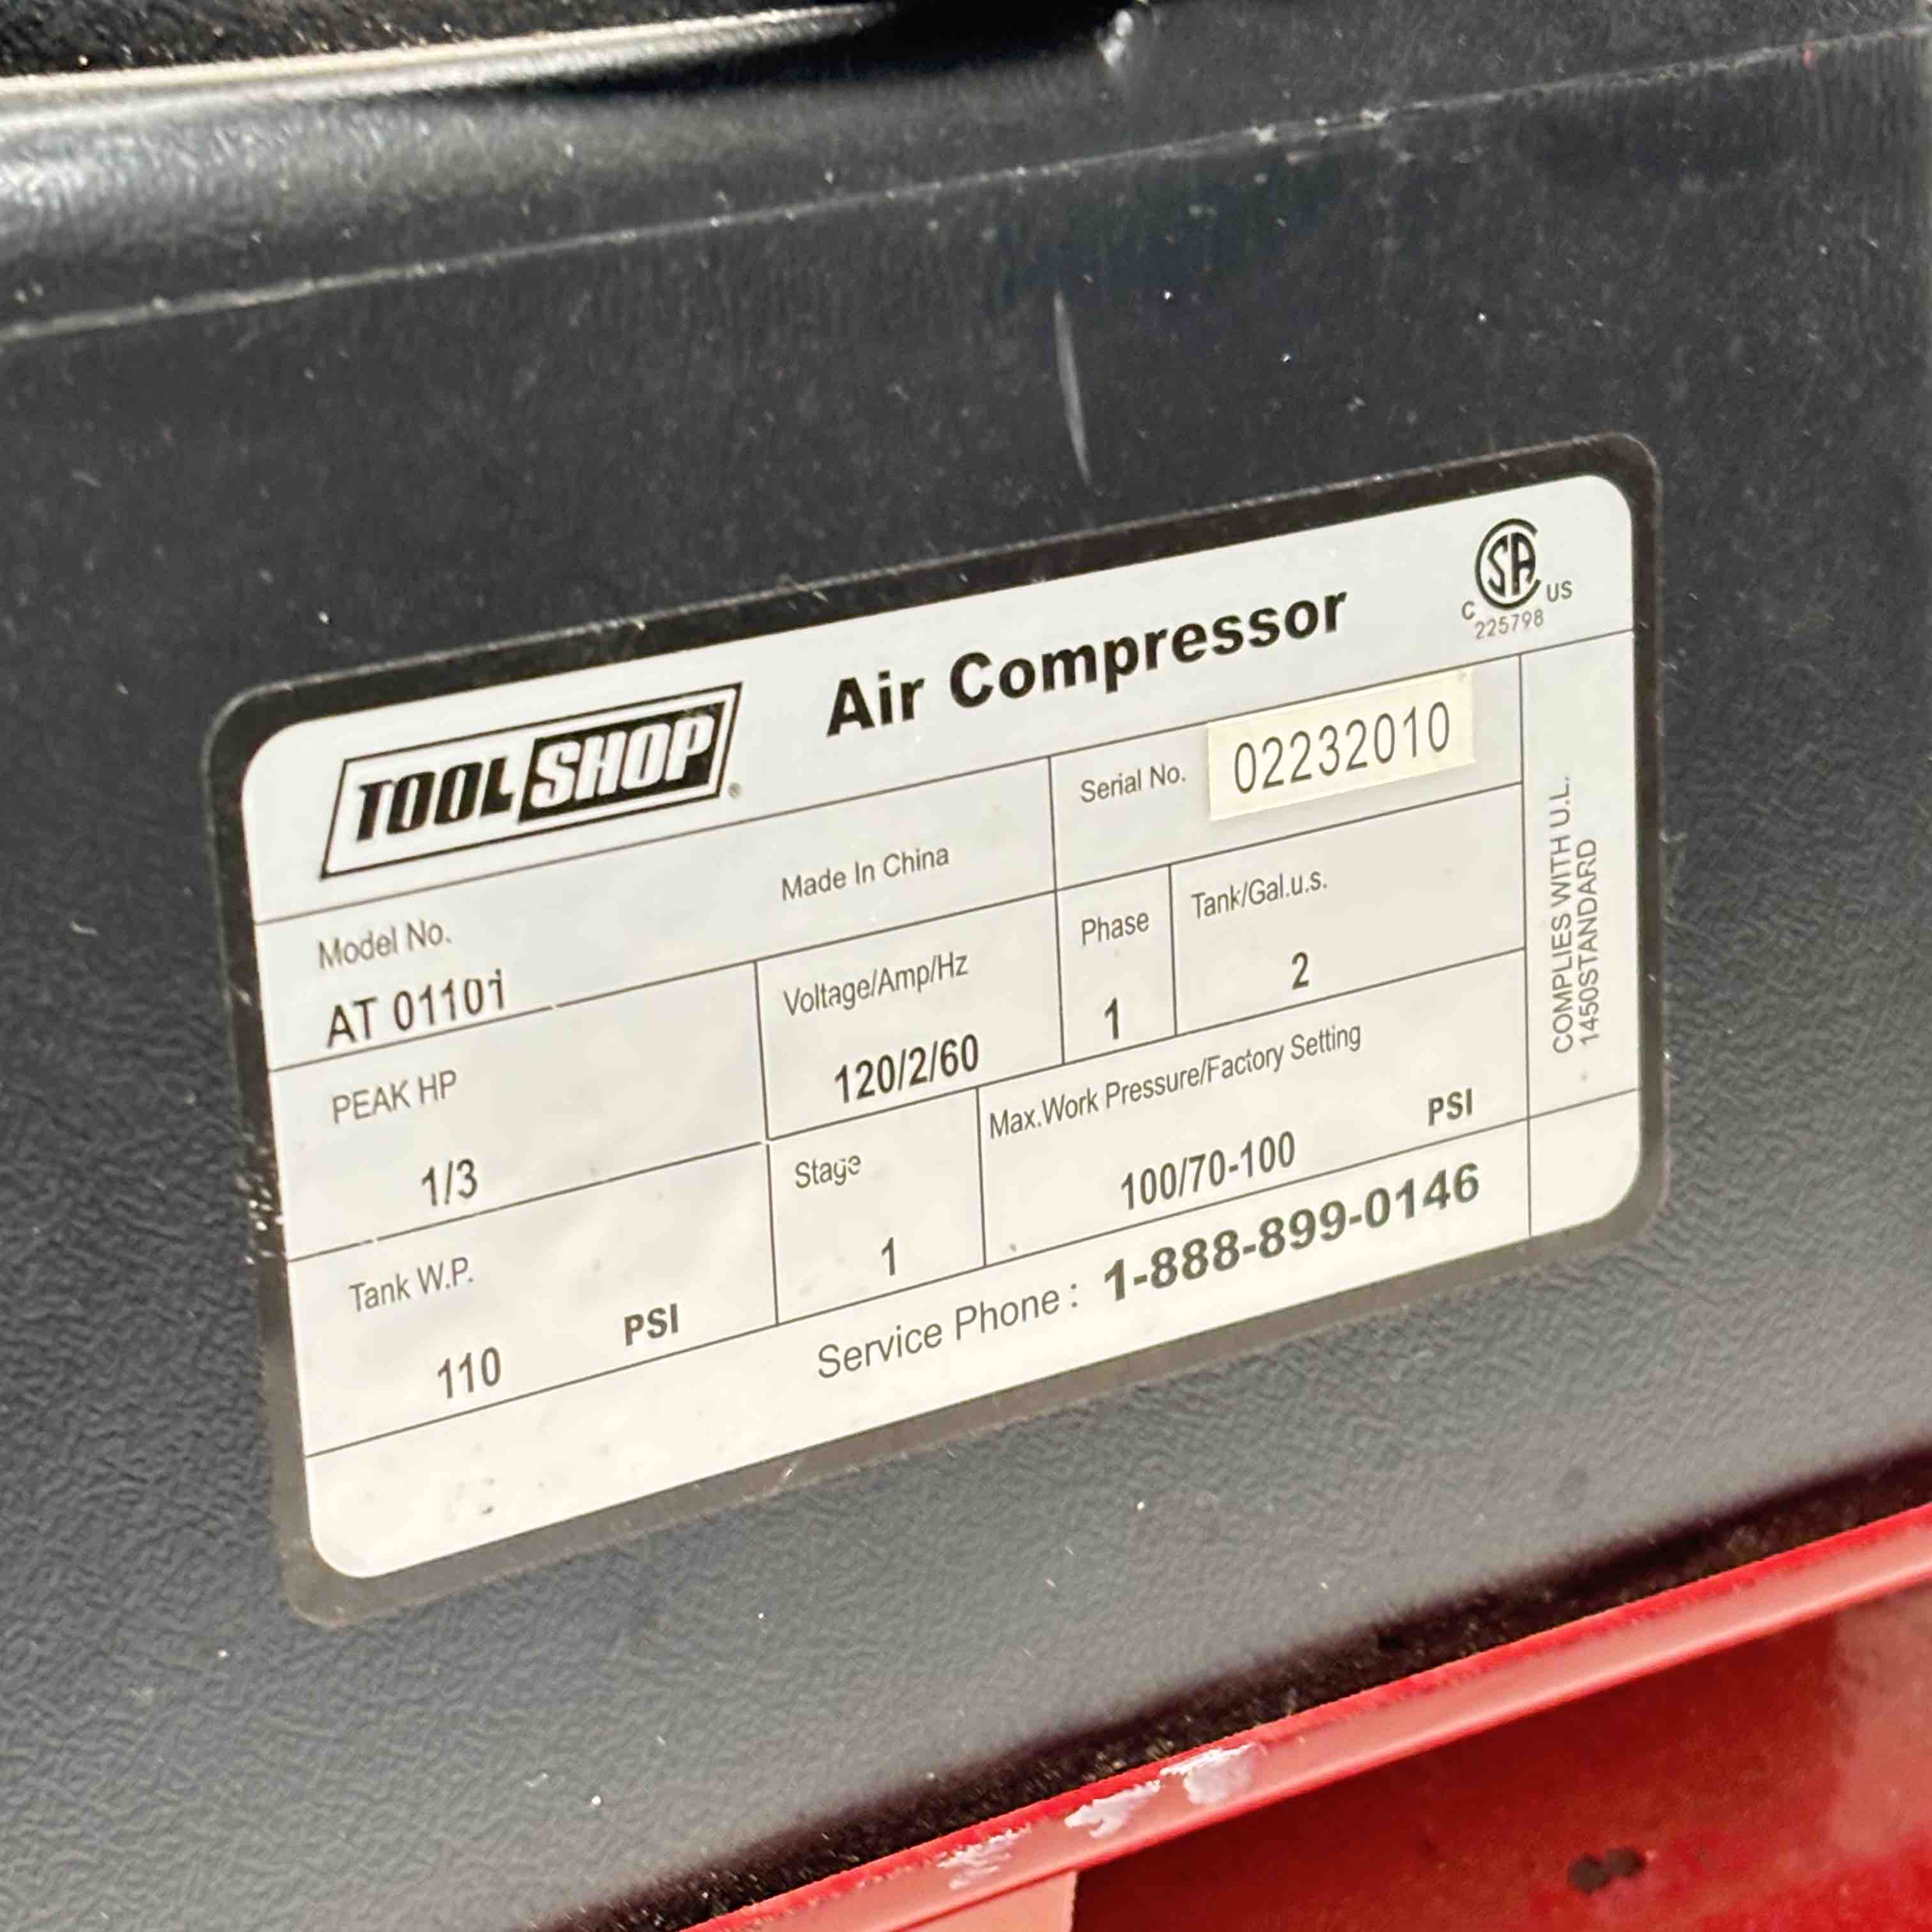 TOOL SHOP®
Air Compressor
CSA
C US
225798
Model No.
AT 01101
Made In China
Serial No. 02232010
PEAK HP
1/3
Voltage/Amp/Hz
120/2/60
Phase
1
Tank/Gal.u.s.
2
Tank W.P.
110 PSI
Stage
1
Max.Work Pressure/Factory Setting
100/70-100 PSI
COMPLIES WITH U.L.
1450STANDARD
Service Phone : 1-888-899-0146